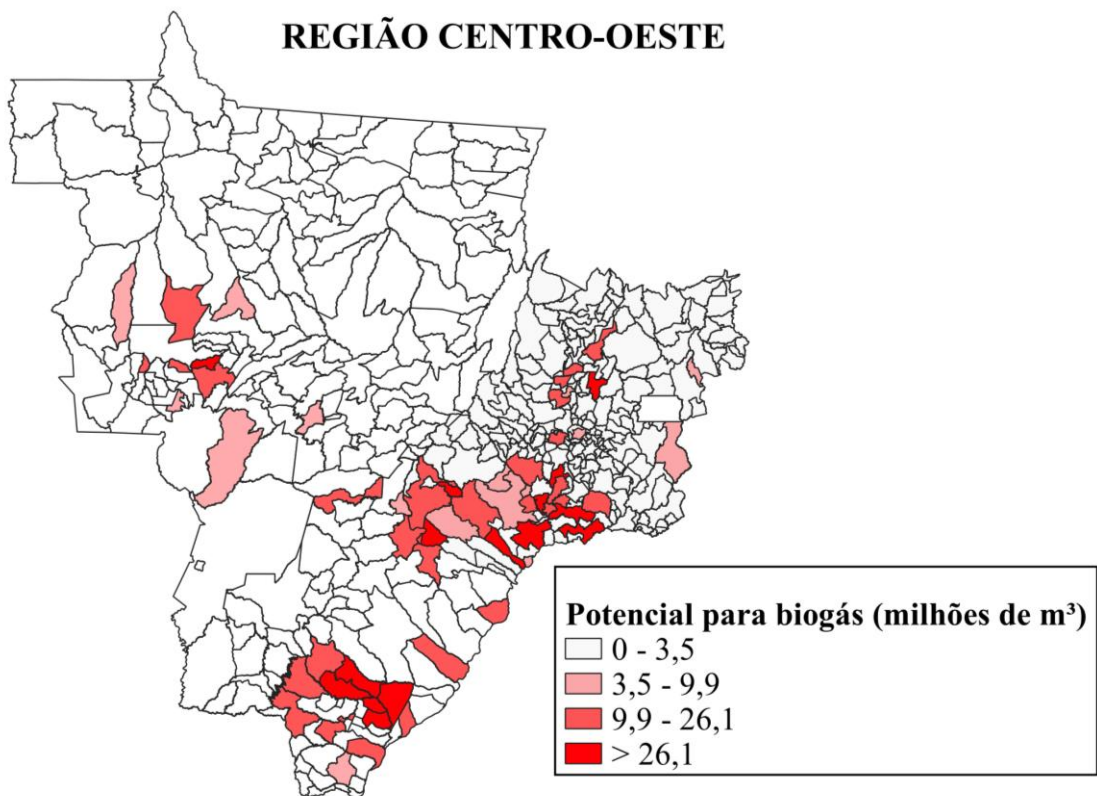 REGIÃO CENTRO-OESTE
Potencial para biogás (milhões de m³)
0 - 3,5
3,5 - 9,9
9,9 - 26,1
> 26,1